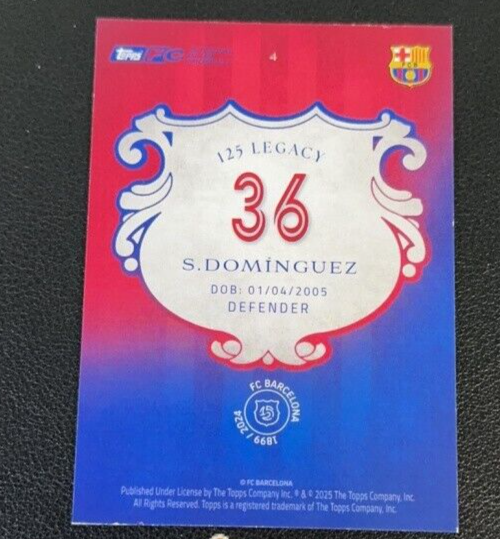 Topps
4
FCB
125 LEGACY
36
S.DOMÍNGUEZ
DOB: 01/04/2005
DEFENDER
FC BARCELONA
1899 / 2024
125
© FC BARCELONA
Published Under License by The Topps Company Inc. ® & © 2025 The Topps Company, Inc.
All Rights Reserved. Topps is a registered trademark of The Topps Company, Inc.